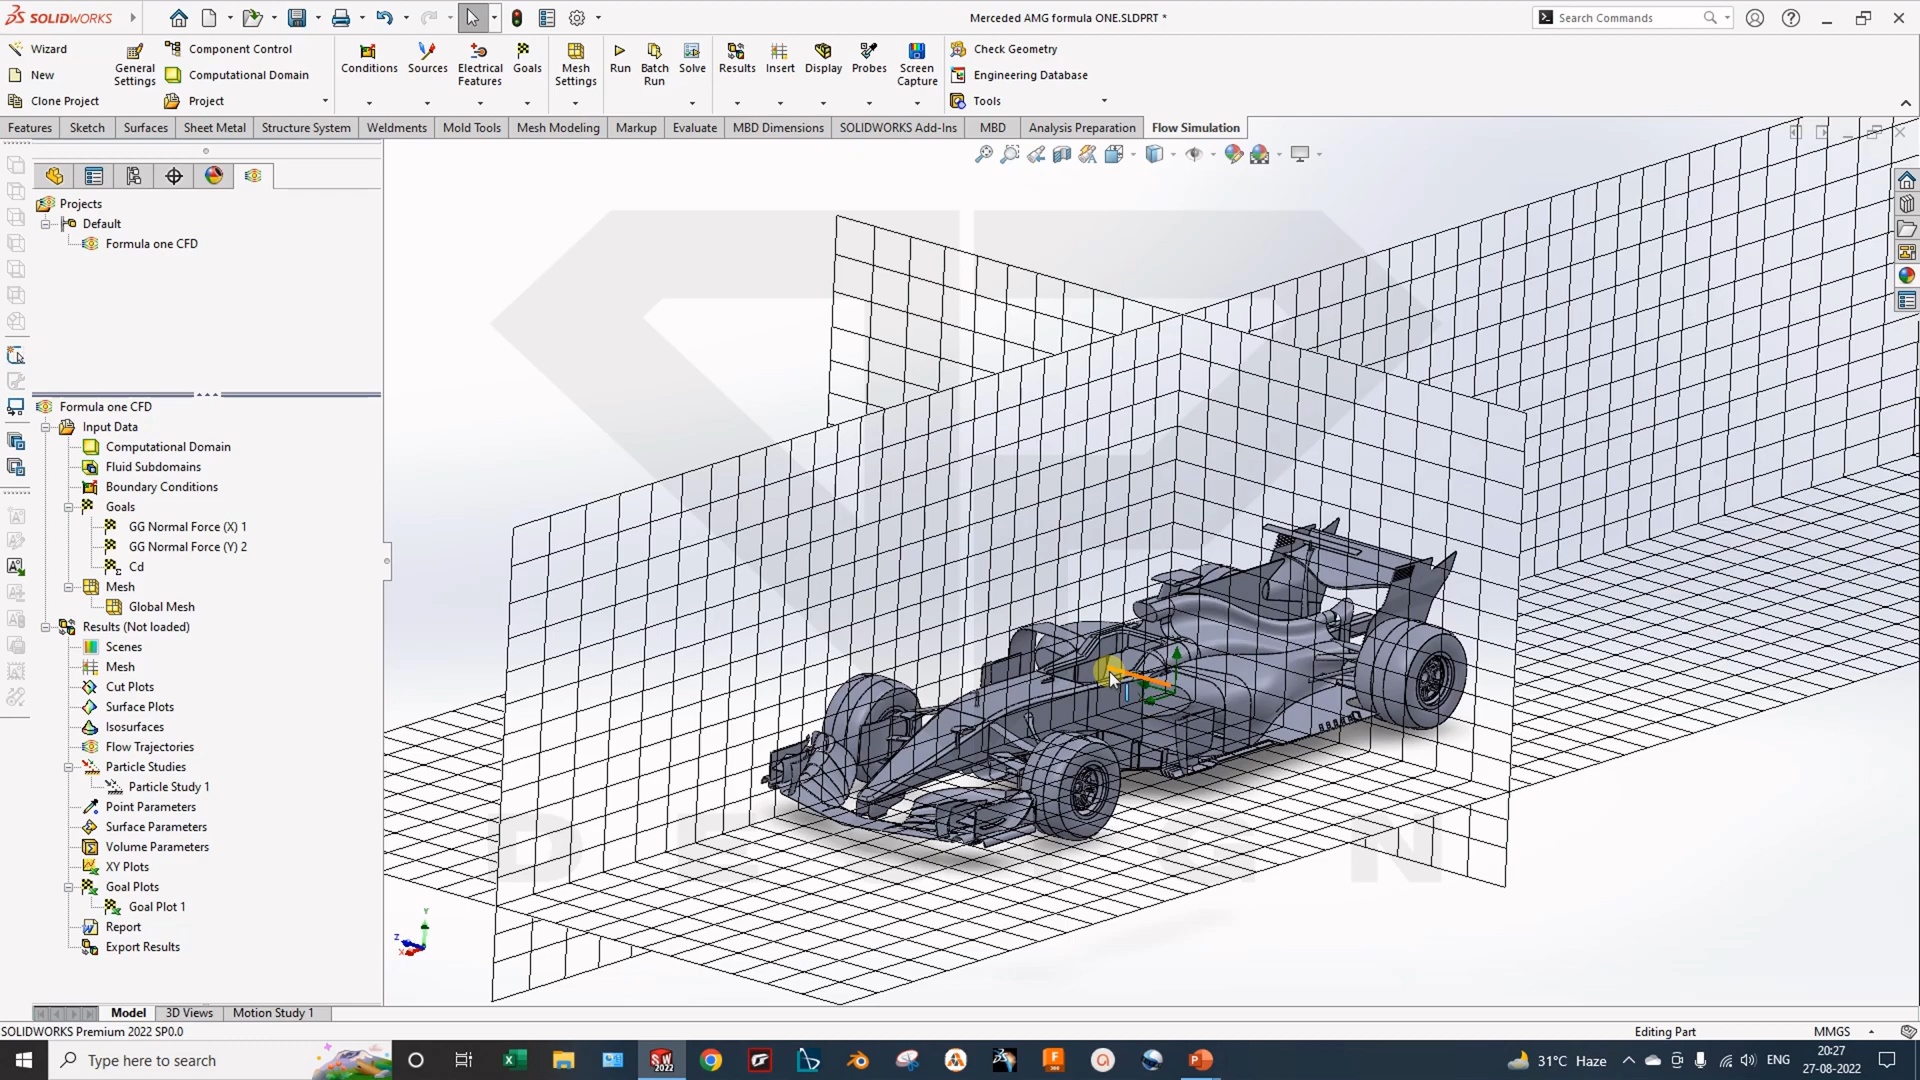 SOLIDWORKS
Merceded AMG formula ONE.SLDPRT *
Search Commands
Wizard
New
Clone Project
General Settings
Component Control
Computational Domain
Project
Conditions
Sources
Electrical Features
Goals
Mesh Settings
Run
Batch Run
Solve
Results
Insert
Display
Probes
Screen Capture
Check Geometry
Engineering Database
Tools
Features
Sketch
Surfaces
Sheet Metal
Structure System
Weldments
Mold Tools
Mesh Modeling
Markup
Evaluate
MBD Dimensions
SOLIDWORKS Add-Ins
MBD
Analysis Preparation
Flow Simulation
Projects
Default
Formula one CFD
Formula one CFD
Input Data
Computational Domain
Fluid Subdomains
Boundary Conditions
Goals
GG Normal Force (X) 1
GG Normal Force (Y) 2
Cd
Mesh
Global Mesh
Results (Not loaded)
Scenes
Mesh
Cut Plots
Surface Plots
Isosurfaces
Flow Trajectories
Particle Studies
Particle Study 1
Point Parameters
Surface Parameters
Volume Parameters
XY Plots
Goal Plots
Goal Plot 1
Report
Export Results
DESIGN
Y
Z
X
Model
3D Views
Motion Study 1
SOLIDWORKS Premium 2022 SP0.0
Editing Part
MMGS
Type here to search
31°C Haze
ENG
20:27
27-08-2022